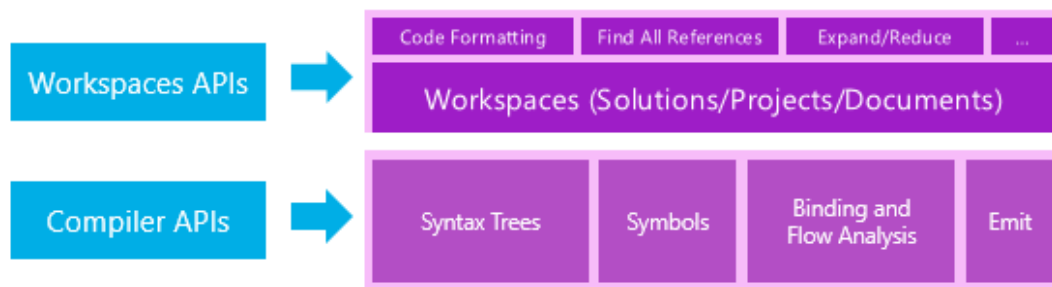 Workspaces APIs
Code Formatting
Find All References
Expand/Reduce
...
Workspaces (Solutions/Projects/Documents)
Compiler APIs
Syntax Trees
Symbols
Binding and
Flow Analysis
Emit